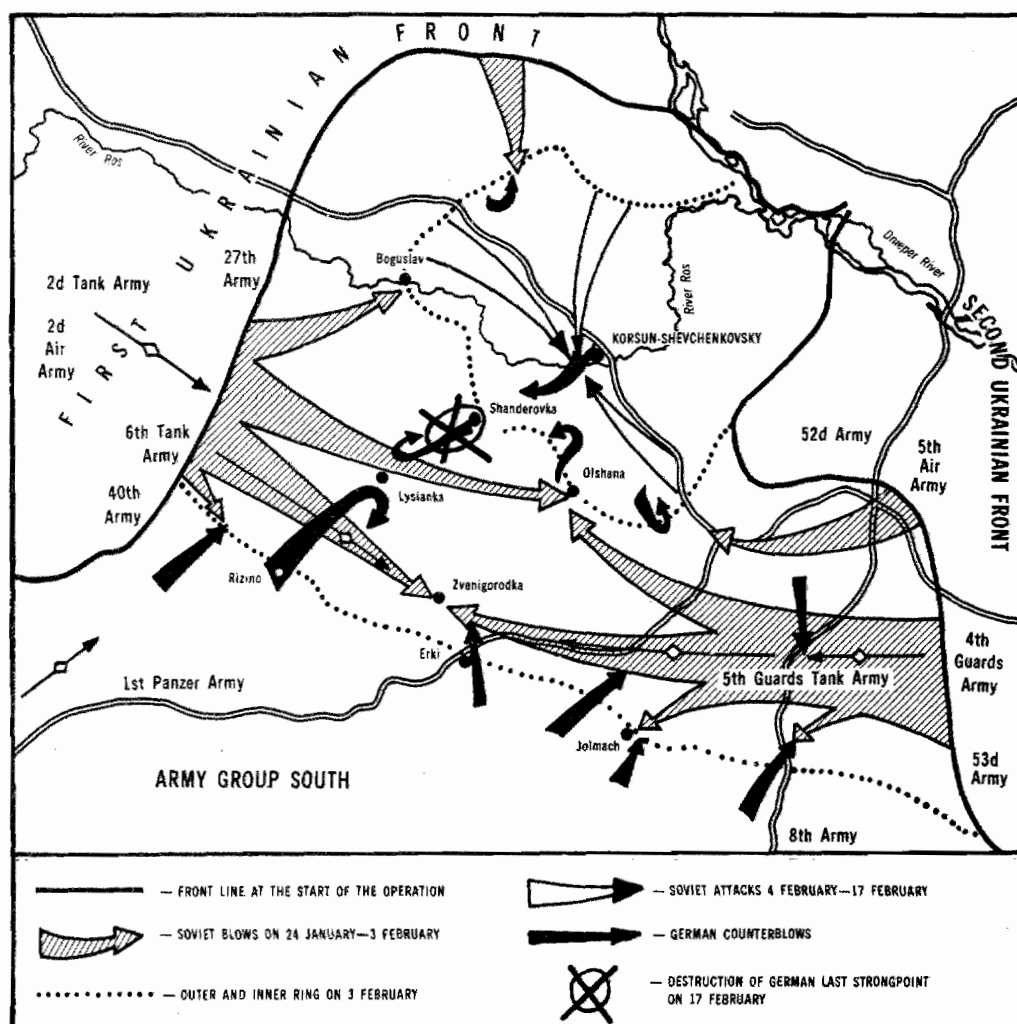 FIRST UKRAINIAN FRONT
River Ros
27th
Army
2d Tank Army
2d
Air
Army
Boguslav
River Ros
Dnieper River
KORSUN-SHEVCHENKOVSKY
SECOND UKRAINIAN FRONT
Shanderovka
6th Tank
Army
52d Army
5th
Air
Army
Olshana
Lysianka
40th
Army
Rizino
Zvenigorodka
Erki
4th
Guards
Army
5th Guards Tank Army
1st Panzer Army
Jolmach
ARMY GROUP SOUTH
53d
Army
8th Army
— FRONT LINE AT THE START OF THE OPERATION
— SOVIET BLOWS ON 24 JANUARY—3 FEBRUARY
— OUTER AND INNER RING ON 3 FEBRUARY
— SOVIET ATTACKS 4 FEBRUARY—17 FEBRUARY
— GERMAN COUNTERBLOWS
— DESTRUCTION OF GERMAN LAST STRONGPOINT
ON 17 FEBRUARY